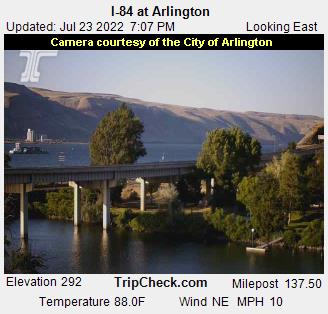 I-84 at Arlington
Updated: Jul 23 2022 7:07 PM Looking East
Camera courtesy of the City of Arlington
Elevation 292 TripCheck.com Milepost 137.50
Temperature 88.0F Wind NE MPH 10